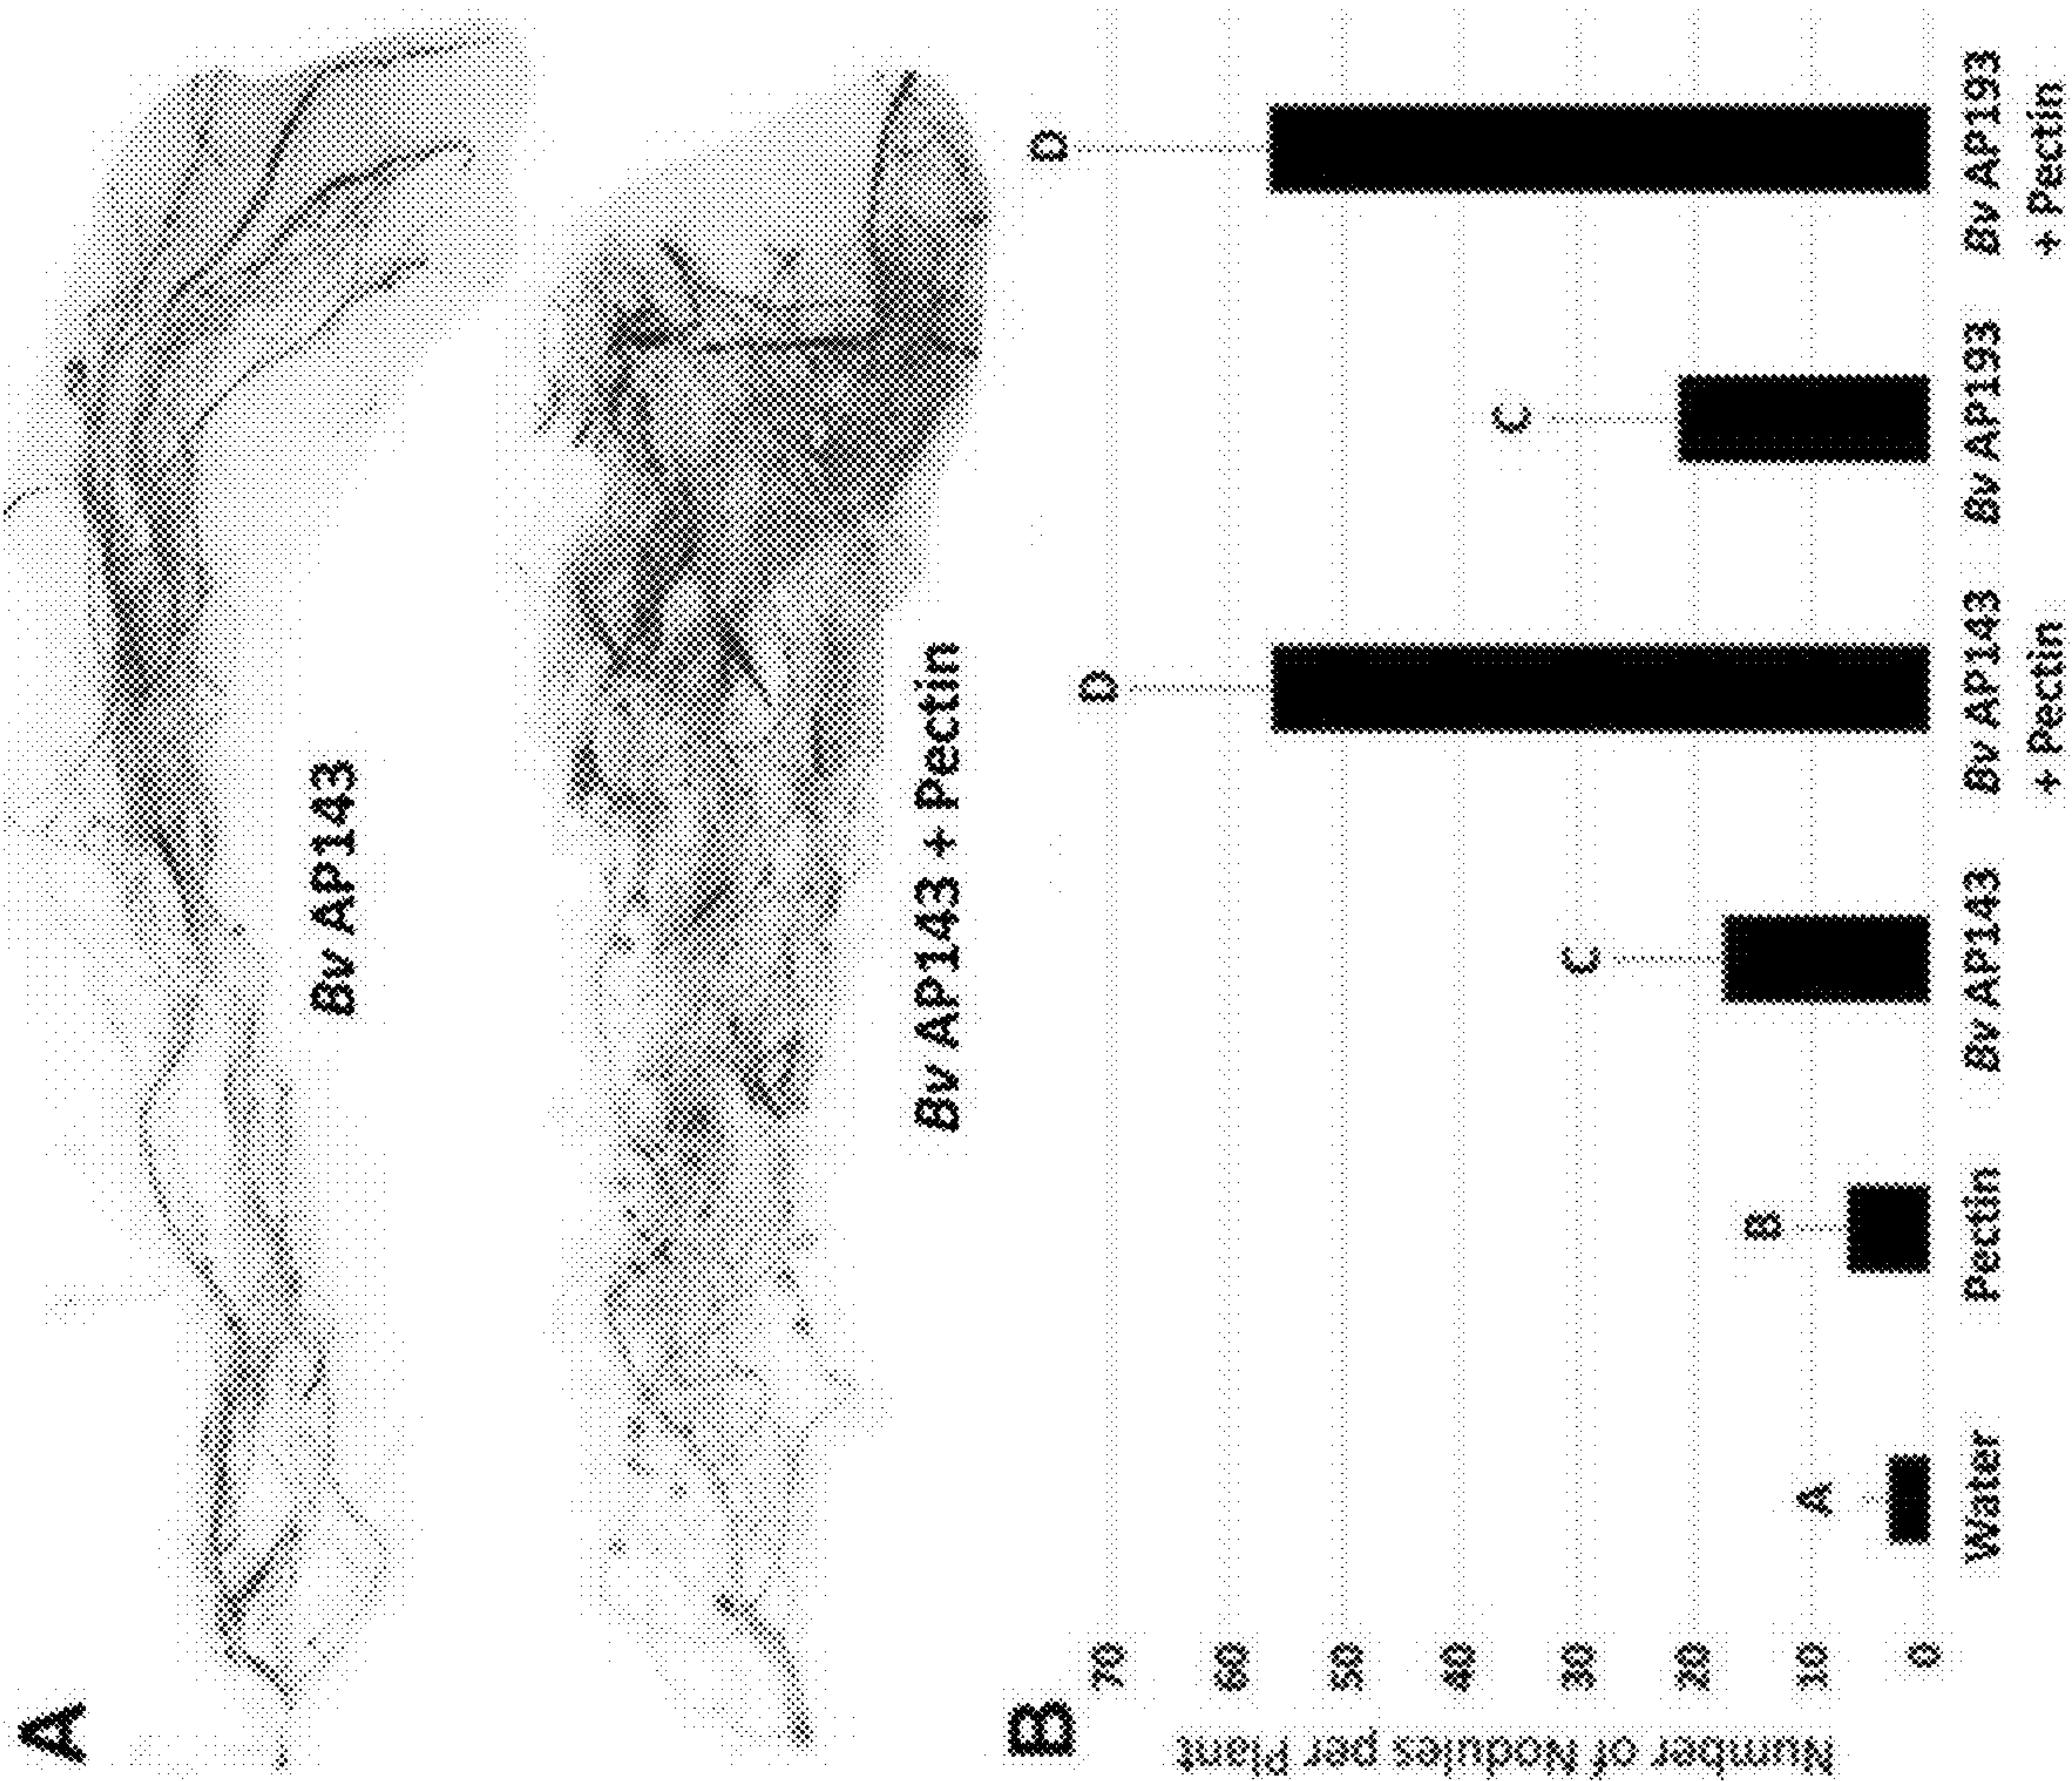 A
Bv AP143
Bv AP143 + Pectin
B
Number of Nodules per Plant
70
60
50
40
30
20
10
0
A
B
C
D
C
D
Water
Pectin
Bv AP143
Bv AP143
+ Pectin
Bv AP193
Bv AP193
+ Pectin